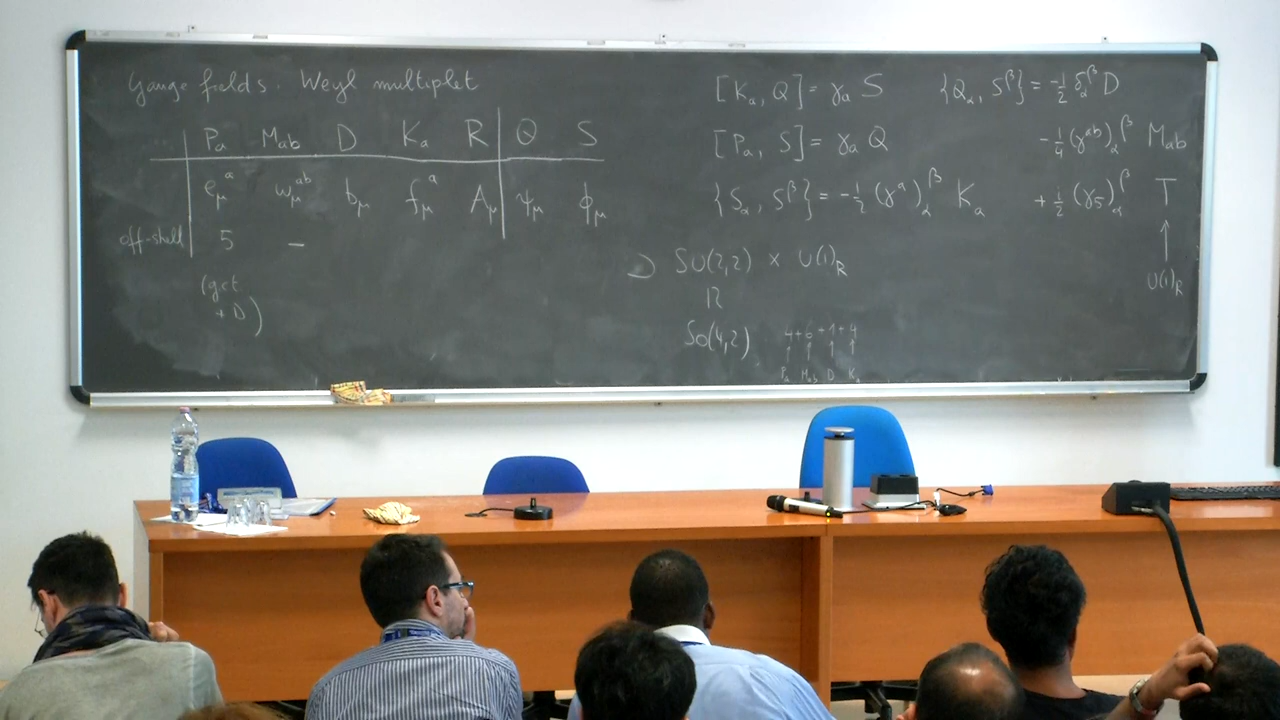 Gauge fields. Weyl multiplet
P_a M_ab D K_a R Q S
e_μ^a ω_μ^ab b_μ f_μ^a A_μ ψ_μ ϕ_μ
off-shell 5 —
(gct
+ D)
[K_a, Q] = γ_a S
[P_a, S] = γ_a Q
{S_α, S^β} = -½ (γ^a)_α^β K_a
⊃ SU(2,2) × U(1)_R
≀≀
SO(4,2) 4+6+1+4
↑ ↑ ↑ ↑
P_a M_ab D K_a
{Q_α, S^β} = -½ δ_α^β D
-¼ (γ^ab)_α^β M_ab
+ i/2 (γ_5)_α^β T
↑
U(1)_R